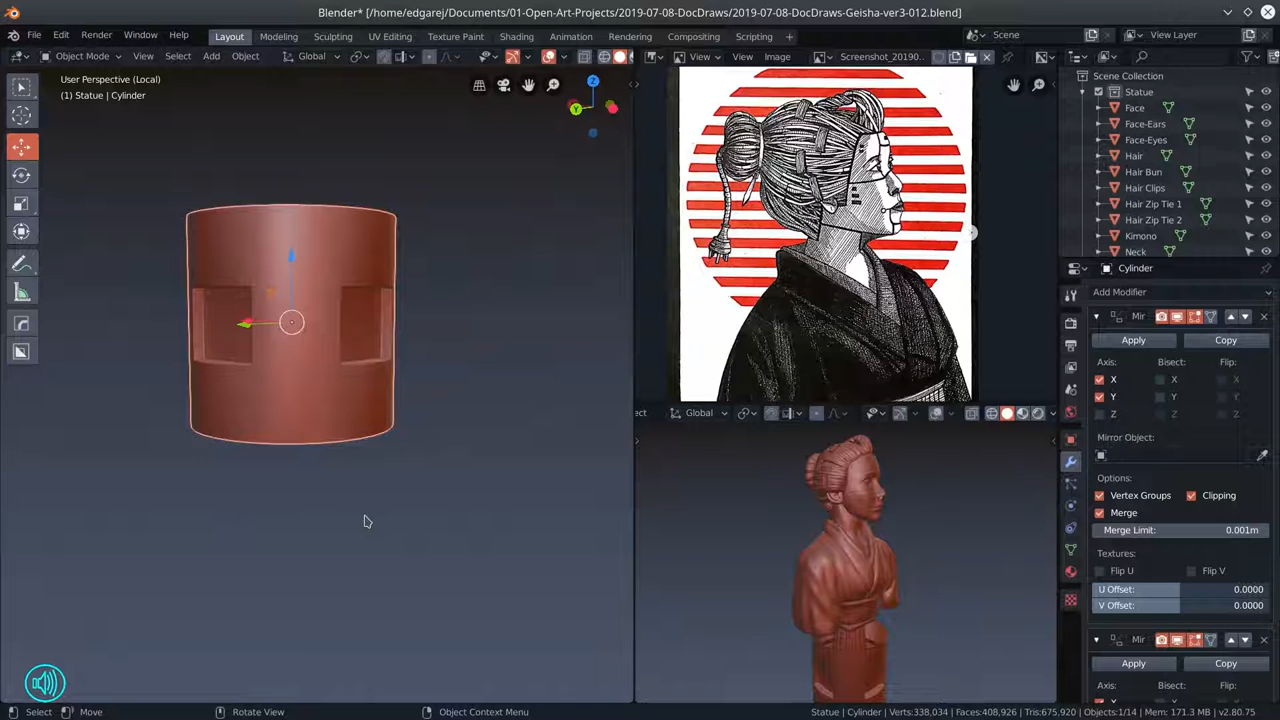 Blender* [/home/edgarej/Documents/01-Open-Art-Projects/2019-07-08-DocDraws/2019-07-08-DocDraws-Geisha-ver3-012.blend]
File Edit Render Window Help Layout Modeling Sculpting UV Editing Texture Paint Shading Animation Rendering Compositing Scripting Scene View Layer
Object Mode View Select Add Object Global
View View Image Screenshot_20190...
User Perspective (Local)
(1) Statue | Cylinder
Z
Y
Scene Collection
Statue
Face
Face-Ears
Face-Eyes
Hair
Hair Bun
Hair Clips
Hair Zip Tie 1
Hair Zip Tie 2
Kimono
Neck
Cylinder
Add Modifier
Mir
Apply Copy
Axis: Bisect: Flip:
X X X
Y Y Y
Z Z Z
Mirror Object:
Options:
Vertex Groups Clipping
Merge
Merge Limit: 0.001m
Textures:
Flip U Flip V
U Offset: 0.0000
V Offset: 0.0000
Mir
Apply Copy
Axis: Bisect: Flip:
ect Global
Select Move Rotate View Object Context Menu Statue | Cylinder | Verts:338,034 | Faces:408,926 | Tris:675,920 | Objects:1/14 | Mem: 171.3 MB | v2.80.75